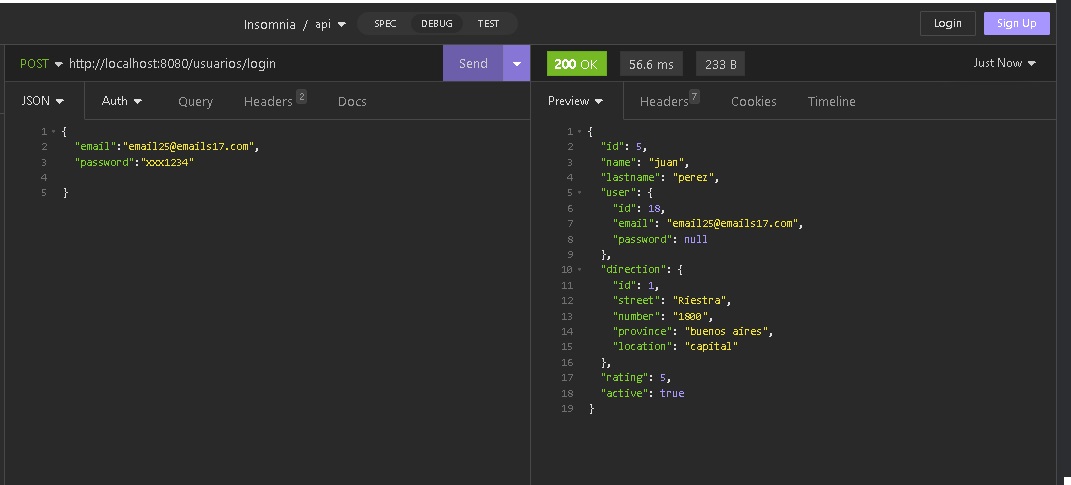 Insomnia / api SPEC DEBUG TEST Login Sign Up
POST http://localhost:8080/usuarios/login Send 200 OK 56.6 ms 233 B Just Now
JSON Auth Query Headers 2 Docs
1 {
2 "email":"email25@emails17.com",
3 "password":"xxx1234"
4
5 }
Preview Headers 7 Cookies Timeline
1 {
2 "id": 5,
3 "name": "juan",
4 "lastname": "perez",
5 "user": {
6 "id": 18,
7 "email": "email25@emails17.com",
8 "password": null
9 },
10 "direction": {
11 "id": 1,
12 "street": "Riestra",
13 "number": "1800",
14 "province": "buenos aires",
15 "location": "capital"
16 },
17 "rating": 5,
18 "active": true
19 }